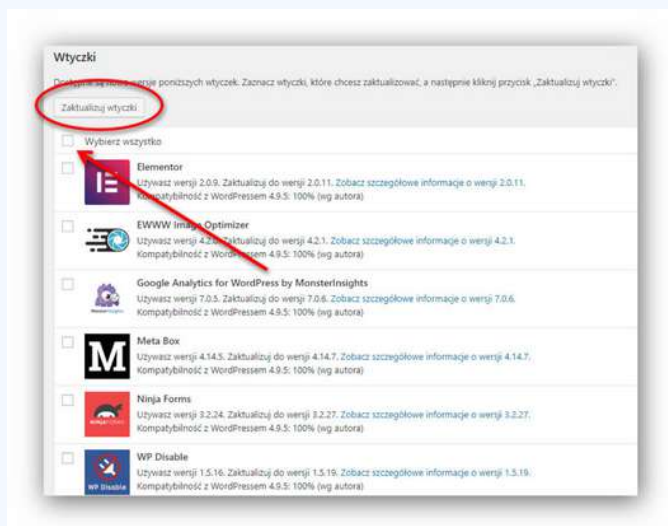 Wtyczki
Dostępne są nowe wersje poniższych wtyczek. Zaznacz wtyczki, które chcesz zaktualizować, a następnie kliknij przycisk „Zaktualizuj wtyczki".
Zaktualizuj wtyczki
Wybierz wszystko
Elementor
Używasz wersji 2.0.9. Zaktualizuj do wersji 2.0.11. Zobacz szczegółowe informacje o wersji 2.0.11.
Kompatybilność z WordPressem 4.9.5: 100% (wg autora)
EWWW Image Optimizer
Używasz wersji Zaktualizuj do wersji 4.2.1. Zobacz szczegółowe informacje o wersji 4.2.1.
Kompatybilność z WordPressem 4.9.5: 100% (wg autora)
Google Analytics for WordPress by MonsterInsights
Używasz wersji 7.0.5. Zaktualizuj do wersji 7.0.6. Zobacz szczegółowe informacje o wersji 7.0.6.
Kompatybilność z WordPressem 4.9.5: 100% (wg autora)
M
Meta Box
Używasz wersji 4.14.5. Zaktualizuj do wersji 4.14.7. Zobacz szczegółowe informacje o wersji 4.14.7.
Kompatybilność z WordPressem 4.9.5: 100% (wg autora)
Ninja Forms
Używasz wersji 3.2.24. Zaktualizuj do wersji 3.2.27. Zobacz szczegółowe informacje o wersji 3.2.27.
Kompatybilność z WordPressem 4.9.5: 100% (wg autora)
WP Disable
WP Disable
Używasz wersji 1.5.16. Zaktualizuj do wersji 1.5.19. Zobacz szczegółowe informacje o wersji 1.5.19.
Kompatybilność z WordPressem 4.9.5: 100% (wg autora)